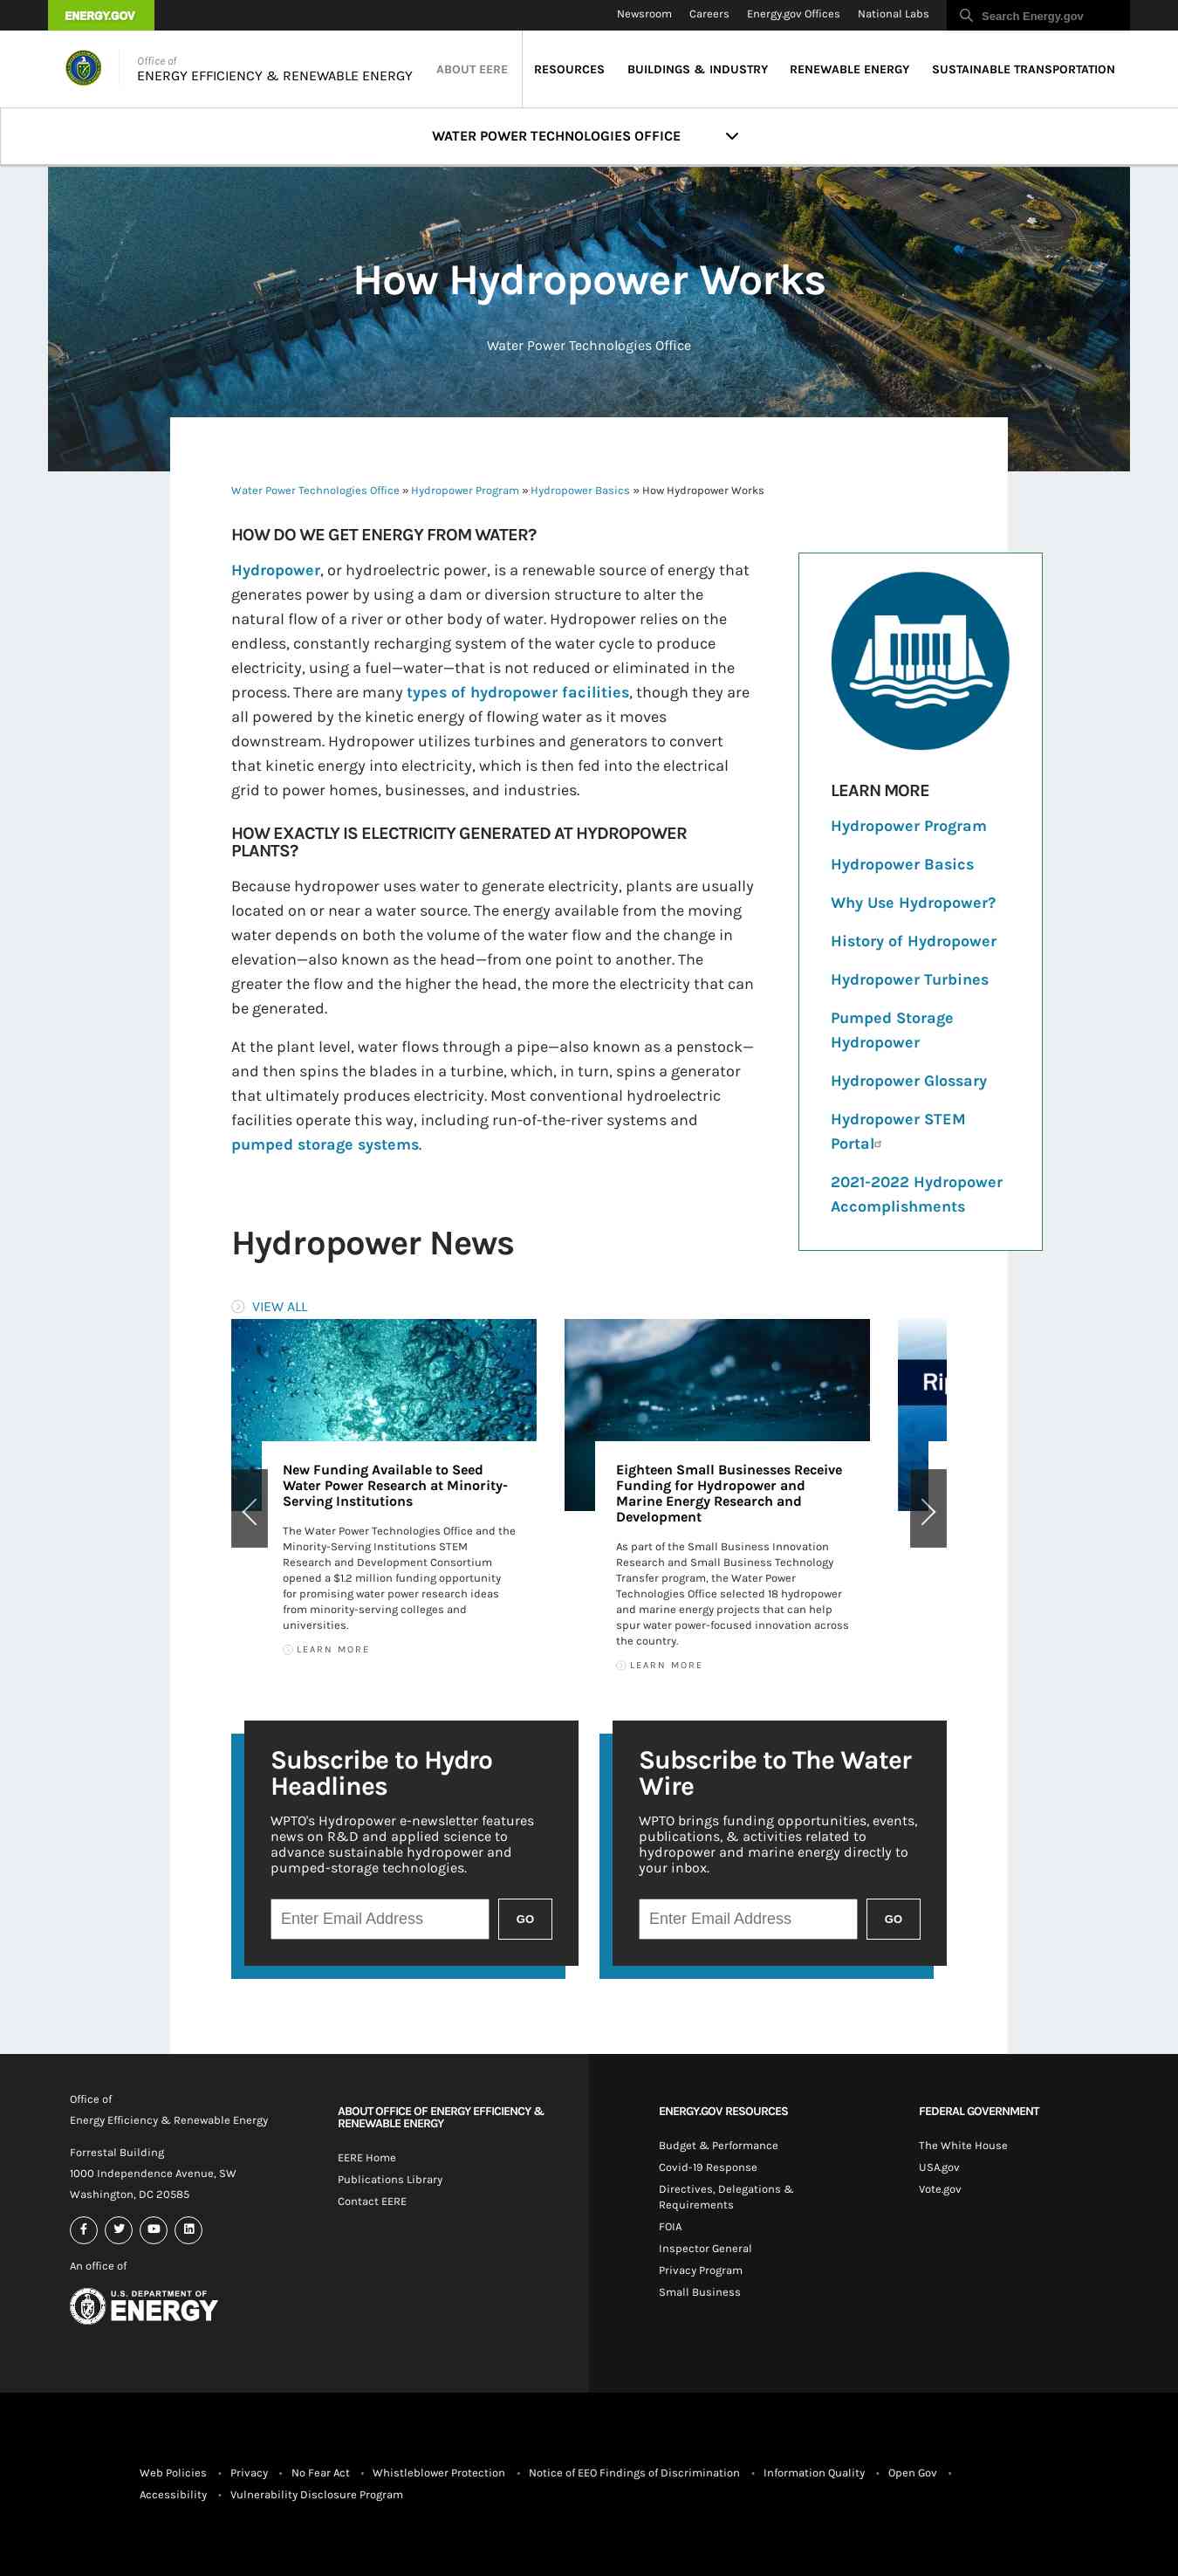 ENERGY.GOV
Newsroom
Careers
Energy.gov Offices
National Labs
Search Energy.gov
Office of
ENERGY EFFICIENCY & RENEWABLE ENERGY
ABOUT EERE
RESOURCES
BUILDINGS & INDUSTRY
RENEWABLE ENERGY
SUSTAINABLE TRANSPORTATION
WATER POWER TECHNOLOGIES OFFICE
How Hydropower Works
Water Power Technologies Office
Water Power Technologies Office » Hydropower Program » Hydropower Basics » How Hydropower Works
HOW DO WE GET ENERGY FROM WATER?
Hydropower, or hydroelectric power, is a renewable source of energy that
generates power by using a dam or diversion structure to alter the
natural flow of a river or other body of water. Hydropower relies on the
endless, constantly recharging system of the water cycle to produce
electricity, using a fuel—water—that is not reduced or eliminated in the
process. There are many types of hydropower facilities, though they are
all powered by the kinetic energy of flowing water as it moves
downstream. Hydropower utilizes turbines and generators to convert
that kinetic energy into electricity, which is then fed into the electrical
grid to power homes, businesses, and industries.
HOW EXACTLY IS ELECTRICITY GENERATED AT HYDROPOWER
PLANTS?
Because hydropower uses water to generate electricity, plants are usually
located on or near a water source. The energy available from the moving
water depends on both the volume of the water flow and the change in
elevation—also known as the head—from one point to another. The
greater the flow and the higher the head, the more the electricity that can
be generated.
At the plant level, water flows through a pipe—also known as a penstock—
and then spins the blades in a turbine, which, in turn, spins a generator
that ultimately produces electricity. Most conventional hydroelectric
facilities operate this way, including run-of-the-river systems and
pumped storage systems.
LEARN MORE
Hydropower Program
Hydropower Basics
Why Use Hydropower?
History of Hydropower
Hydropower Turbines
Pumped Storage
Hydropower
Hydropower Glossary
Hydropower STEM
Portal
2021-2022 Hydropower
Accomplishments
Hydropower News
VIEW ALL
New Funding Available to Seed
Water Power Research at Minority-
Serving Institutions
The Water Power Technologies Office and the
Minority-Serving Institutions STEM
Research and Development Consortium
opened a $1.2 million funding opportunity
for promising water power research ideas
from minority-serving colleges and
universities.
LEARN MORE
Eighteen Small Businesses Receive
Funding for Hydropower and
Marine Energy Research and
Development
As part of the Small Business Innovation
Research and Small Business Technology
Transfer program, the Water Power
Technologies Office selected 18 hydropower
and marine energy projects that can help
spur water power-focused innovation across
the country.
LEARN MORE
Subscribe to Hydro
Headlines
WPTO's Hydropower e-newsletter features
news on R&D and applied science to
advance sustainable hydropower and
pumped-storage technologies.
Enter Email Address
GO
Subscribe to The Water
Wire
WPTO brings funding opportunities, events,
publications, & activities related to
hydropower and marine energy directly to
your inbox.
Enter Email Address
GO
Office of
Energy Efficiency & Renewable Energy
Forrestal Building
1000 Independence Avenue, SW
Washington, DC 20585
An office of
U.S. DEPARTMENT OF
ENERGY
ABOUT OFFICE OF ENERGY EFFICIENCY &
RENEWABLE ENERGY
EERE Home
Publications Library
Contact EERE
ENERGY.GOV RESOURCES
Budget & Performance
Covid-19 Response
Directives, Delegations &
Requirements
FOIA
Inspector General
Privacy Program
Small Business
FEDERAL GOVERNMENT
The White House
USA.gov
Vote.gov
Web Policies • Privacy • No Fear Act • Whistleblower Protection • Notice of EEO Findings of Discrimination • Information Quality • Open Gov •
Accessibility • Vulnerability Disclosure Program